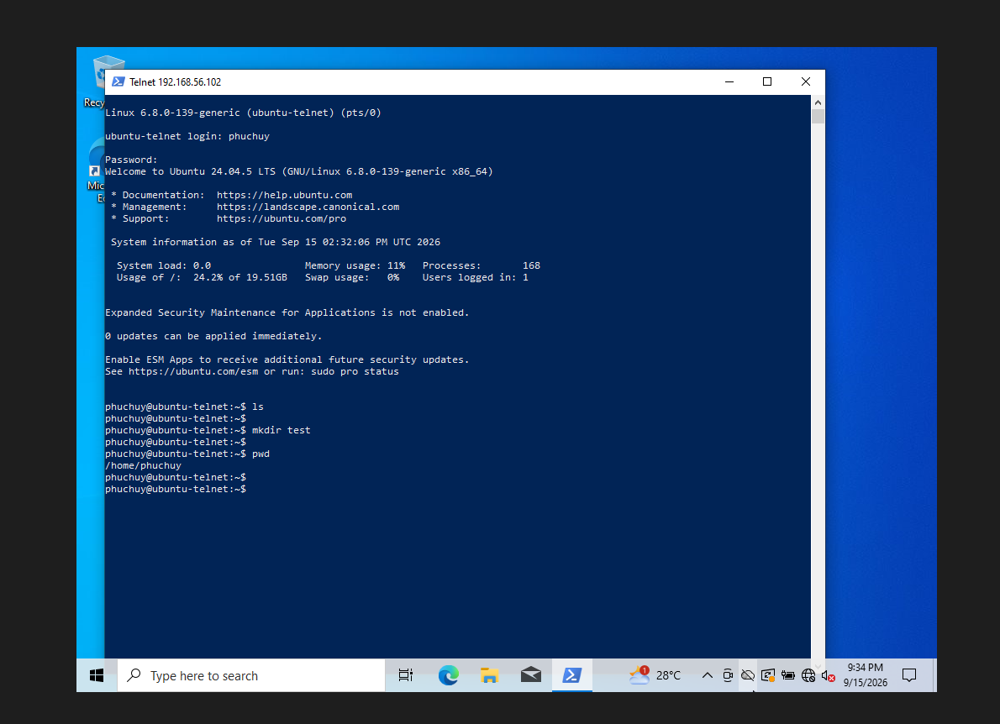 Recy
Mic
E
Telnet 192.168.56.102
Linux 6.8.0-139-generic (ubuntu-telnet) (pts/0)
ubuntu-telnet login: phuchuy
Password:
Welcome to Ubuntu 24.04.5 LTS (GNU/Linux 6.8.0-139-generic x86_64)
* Documentation:  https://help.ubuntu.com
* Management:     https://landscape.canonical.com
* Support:        https://ubuntu.com/pro
System information as of Tue Sep 15 02:32:06 PM UTC 2026
System load: 0.0                Memory usage: 11%   Processes:       168
Usage of /:  24.2% of 19.51GB   Swap usage:   0%    Users logged in: 1
Expanded Security Maintenance for Applications is not enabled.
0 updates can be applied immediately.
Enable ESM Apps to receive additional future security updates.
See https://ubuntu.com/esm or run: sudo pro status
phuchuy@ubuntu-telnet:~$ ls
phuchuy@ubuntu-telnet:~$
phuchuy@ubuntu-telnet:~$ mkdir test
phuchuy@ubuntu-telnet:~$
phuchuy@ubuntu-telnet:~$ pwd
/home/phuchuy
phuchuy@ubuntu-telnet:~$
phuchuy@ubuntu-telnet:~$
Type here to search
1
28°C
9:34 PM
9/15/2026